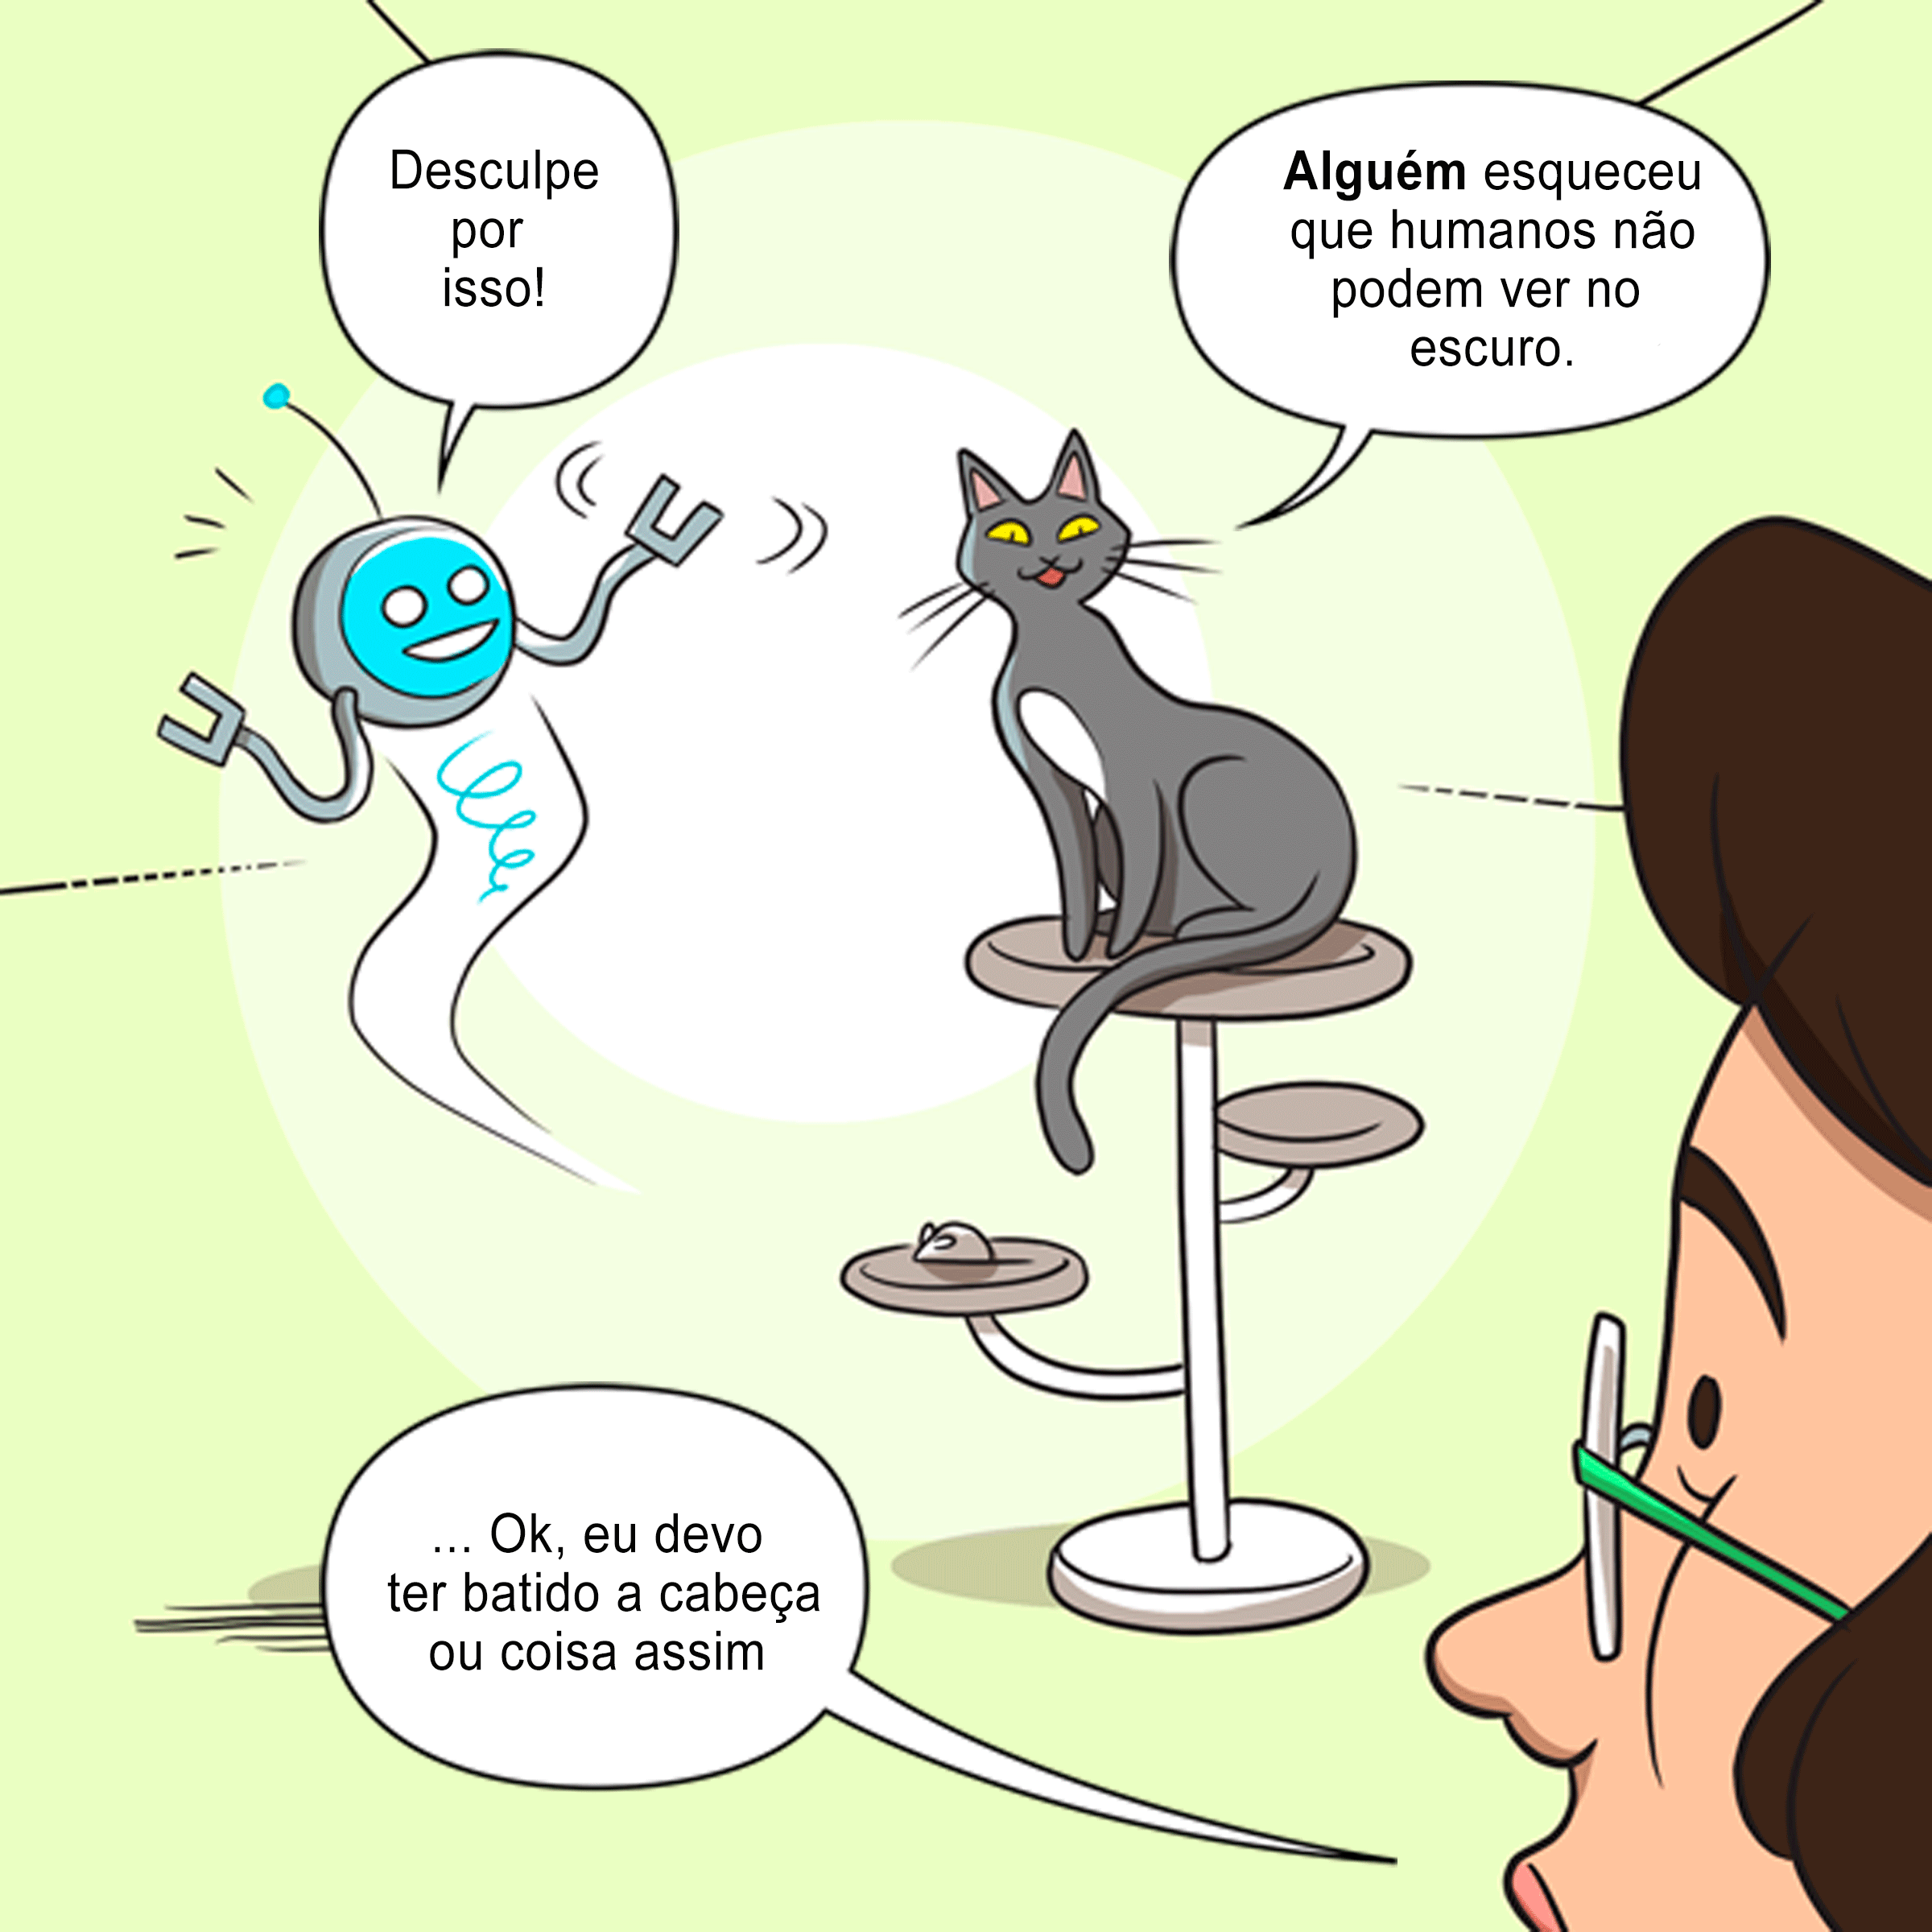 Desculpe
por
isso!
Alguém esqueceu
que humanos não
podem ver no
escuro.
... Ok, eu devo
ter batido a cabeça
ou coisa assim